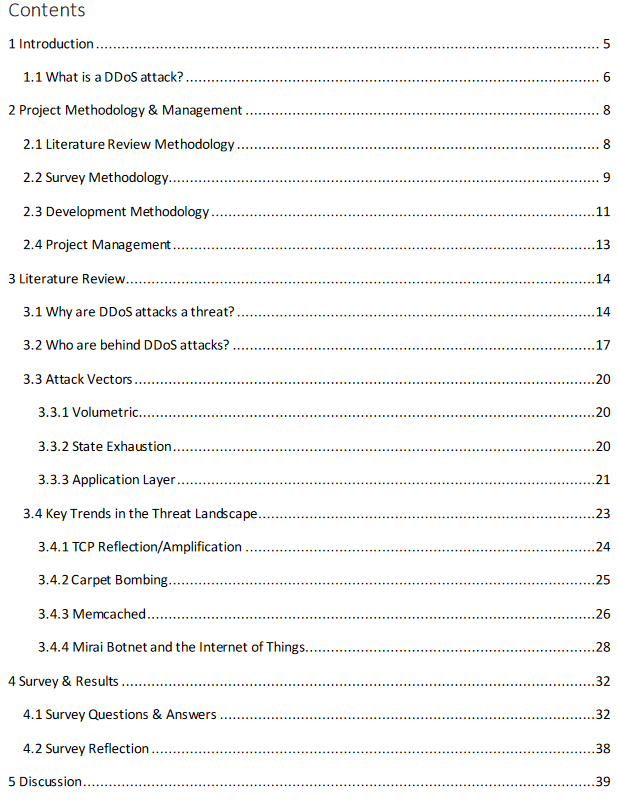 Contents
1 Introduction ........ 5
1.1 What is a DDoS attack? ........ 6
2 Project Methodology & Management ........ 8
2.1 Literature Review Methodology ........ 8
2.2 Survey Methodology ........ 9
2.3 Development Methodology ........ 11
2.4 Project Management ........ 13
3 Literature Review ........ 14
3.1 Why are DDoS attacks a threat? ........ 14
3.2 Who are behind DDoS attacks? ........ 17
3.3 Attack Vectors ........ 20
3.3.1 Volumetric ........ 20
3.3.2 State Exhaustion ........ 20
3.3.3 Application Layer ........ 21
3.4 Key Trends in the Threat Landscape ........ 23
3.4.1 TCP Reflection/Amplification ........ 24
3.4.2 Carpet Bombing ........ 25
3.4.3 Memcached ........ 26
3.4.4 Mirai Botnet and the Internet of Things ........ 28
4 Survey & Results ........ 32
4.1 Survey Questions & Answers ........ 32
4.2 Survey Reflection ........ 38
5 Discussion ........ 39